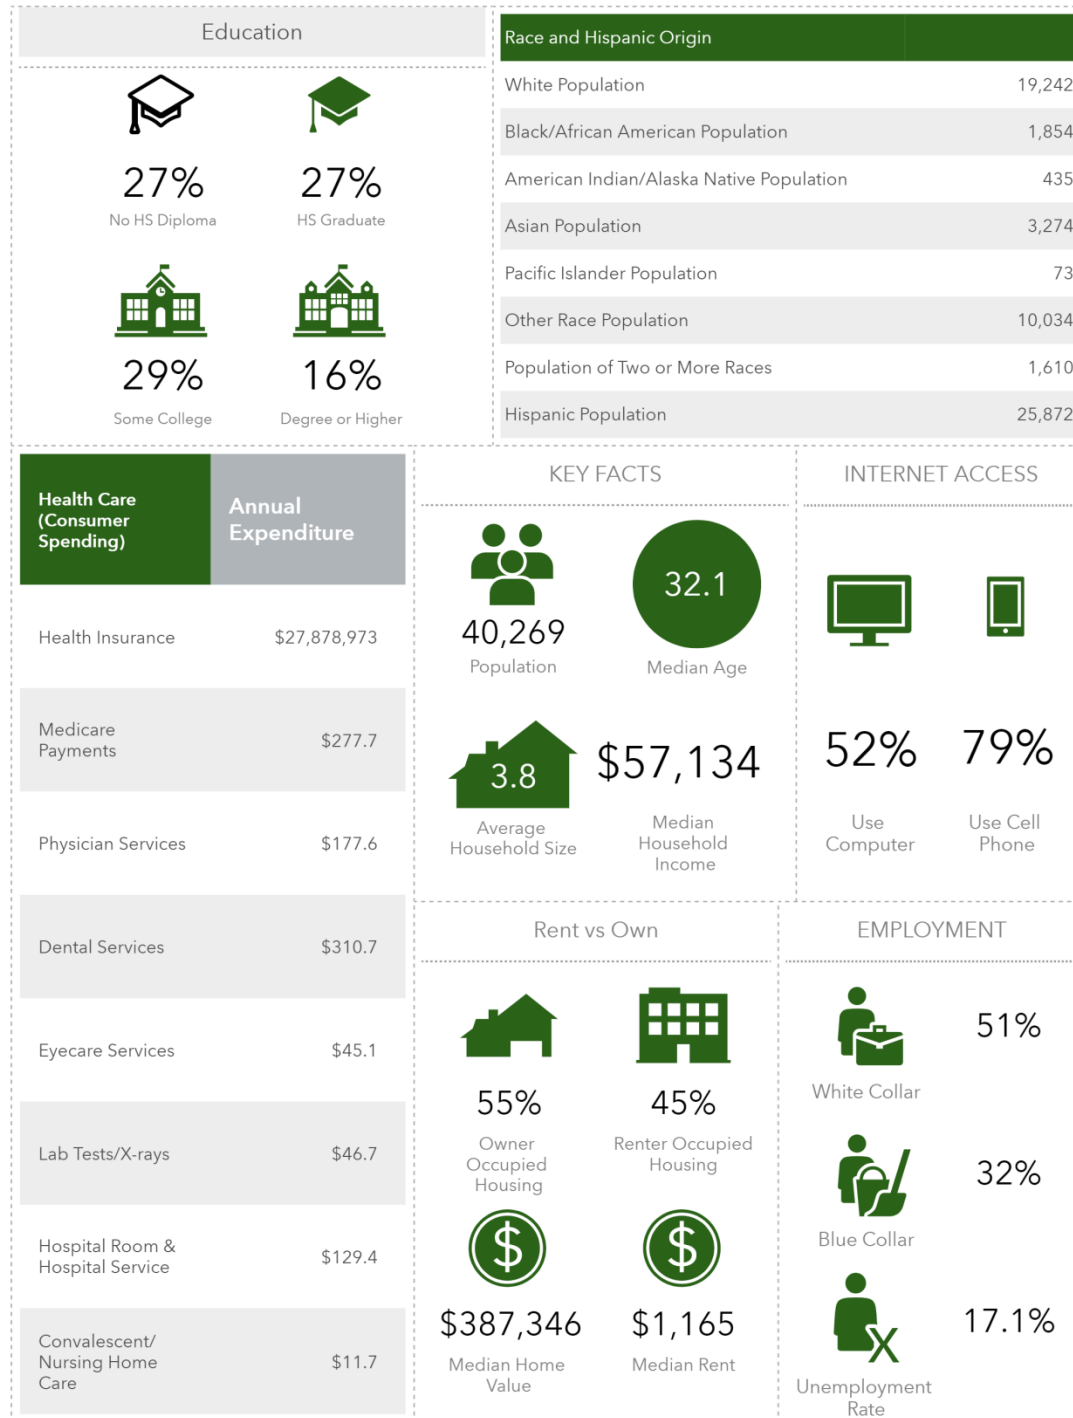 Education
27%
No HS Diploma
27%
HS Graduate
29%
Some College
16%
Degree or Higher
Race and Hispanic Origin
White Population 19,242
Black/African American Population 1,854
American Indian/Alaska Native Population 435
Asian Population 3,274
Pacific Islander Population 73
Other Race Population 10,034
Population of Two or More Races 1,610
Hispanic Population 25,872
Health Care
(Consumer
Spending)
Annual
Expenditure
Health Insurance $27,878,973
Medicare
Payments
$277.7
Physician Services $177.6
Dental Services $310.7
Eyecare Services $45.1
Lab Tests/X-rays $46.7
Hospital Room &
Hospital Service
$129.4
Convalescent/
Nursing Home
Care
$11.7
KEY FACTS
40,269
Population
32.1
Median Age
3.8
Average
Household Size
$57,134
Median
Household
Income
INTERNET ACCESS
52%
Use
Computer
79%
Use Cell
Phone
Rent vs Own
55%
Owner
Occupied
Housing
45%
Renter Occupied
Housing
$
$387,346
Median Home
Value
$
$1,165
Median Rent
EMPLOYMENT
51%
White Collar
32%
Blue Collar
X
17.1%
Unemployment
Rate